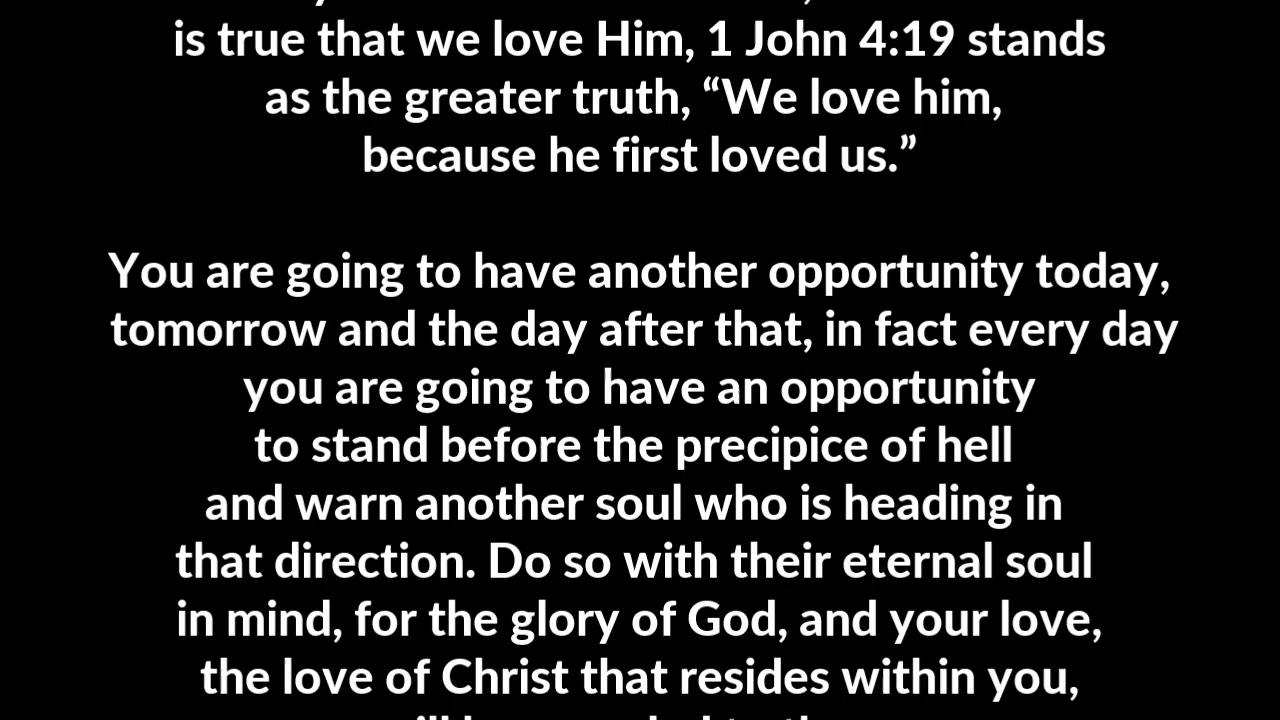 is true that we love Him, 1 John 4:19 stands
as the greater truth, “We love him,
because he first loved us.”
You are going to have another opportunity today,
tomorrow and the day after that, in fact every day
you are going to have an opportunity
to stand before the precipice of hell
and warn another soul who is heading in
that direction. Do so with their eternal soul
in mind, for the glory of God, and your love,
the love of Christ that resides within you,